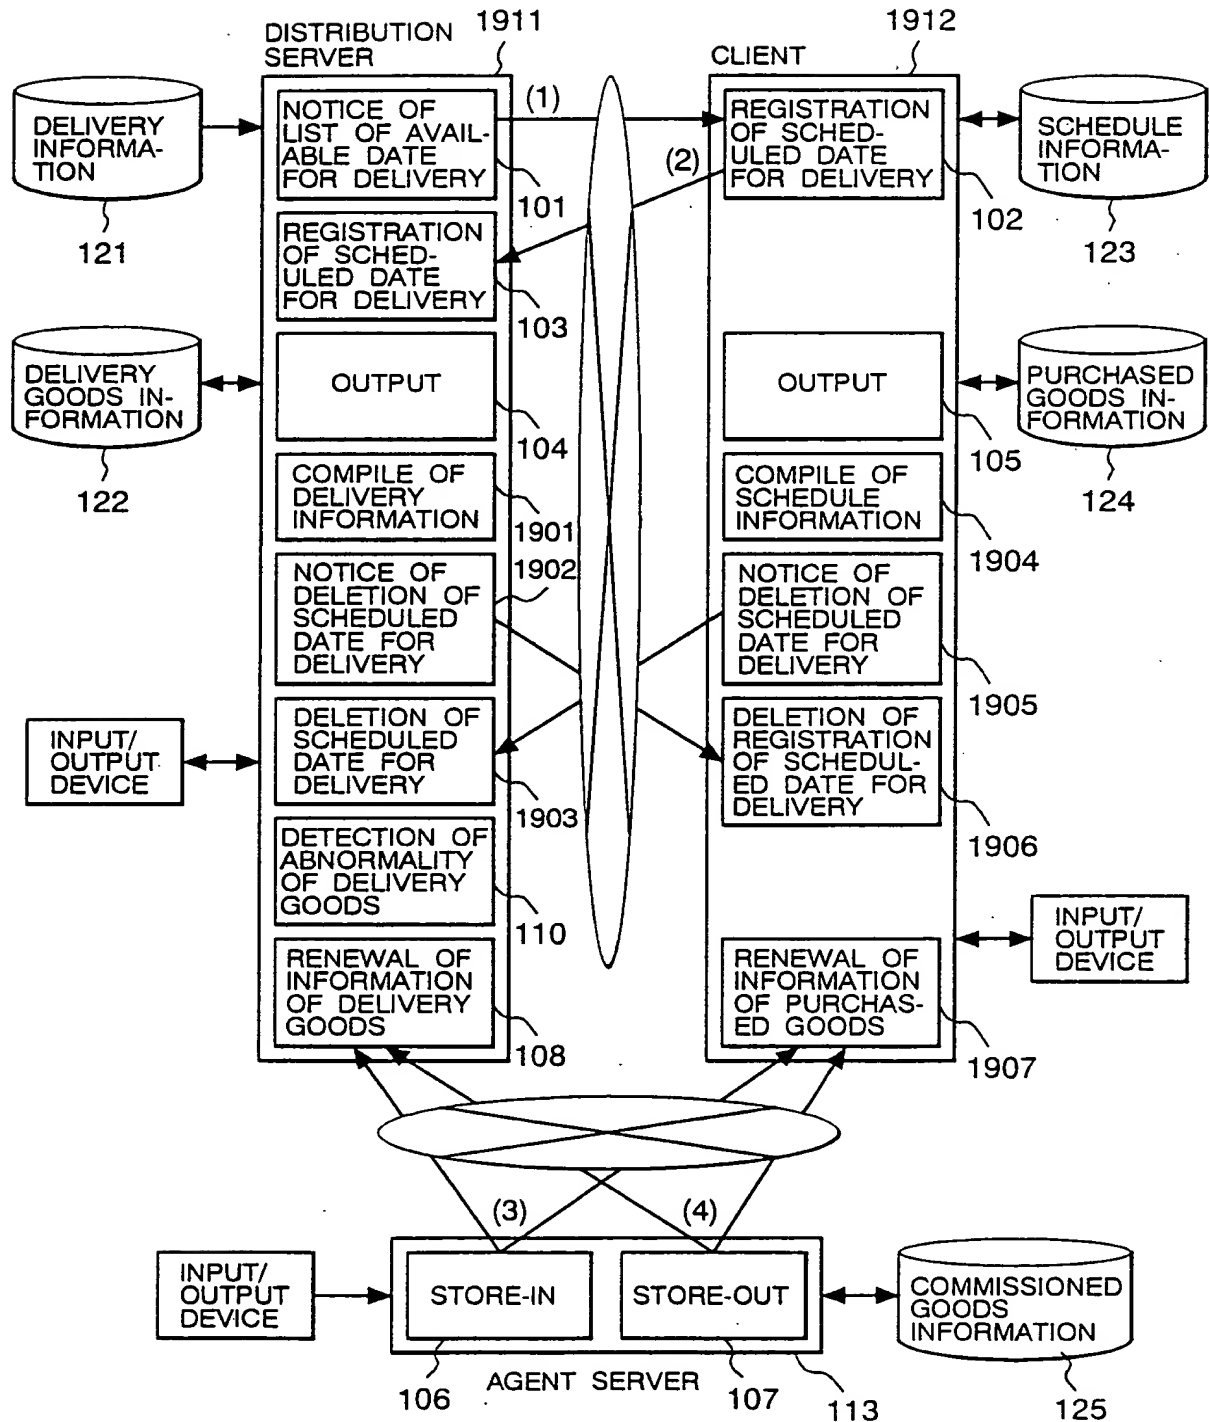 DISTRIBUTION
SERVER
1911
CLIENT
1912
DELIVERY
INFORMA-
TION
121
NOTICE OF
LIST OF AVAIL-
ABLE DATE
FOR DELIVERY
101
(1)
(2)
REGISTRATION
OF SCHED-
ULED DATE
FOR DELIVERY
102
SCHEDULE
INFORMA-
TION
123
REGISTRATION
OF SCHED-
ULED DATE
FOR DELIVERY
103
DELIVERY
GOODS IN-
FORMATION
122
OUTPUT
104
OUTPUT
105
PURCHASED
GOODS IN-
FORMATION
124
COMPILE OF
DELIVERY
INFORMATION
1901
COMPILE OF
SCHEDULE
INFORMATION
1904
NOTICE OF
DELETION OF
SCHEDULED
DATE FOR
DELIVERY
1902
NOTICE OF
DELETION OF
SCHEDULED
DATE FOR
DELIVERY
1905
INPUT/
OUTPUT
DEVICE
DELETION OF
SCHEDULED
DATE FOR
DELIVERY
1903
DELETION OF
REGISTRATION
OF SCHEDUL-
ED DATE FOR
DELIVERY
1906
DETECTION OF
ABNORMALITY
OF DELIVERY
GOODS
110
INPUT/
OUTPUT
DEVICE
RENEWAL OF
INFORMATION
OF DELIVERY
GOODS
108
RENEWAL OF
INFORMATION
OF PURCHAS-
ED GOODS
1907
(3)
(4)
INPUT/
OUTPUT
DEVICE
STORE-IN
106
STORE-OUT
107
AGENT SERVER
113
COMMISSIONED
GOODS
INFORMATION
125